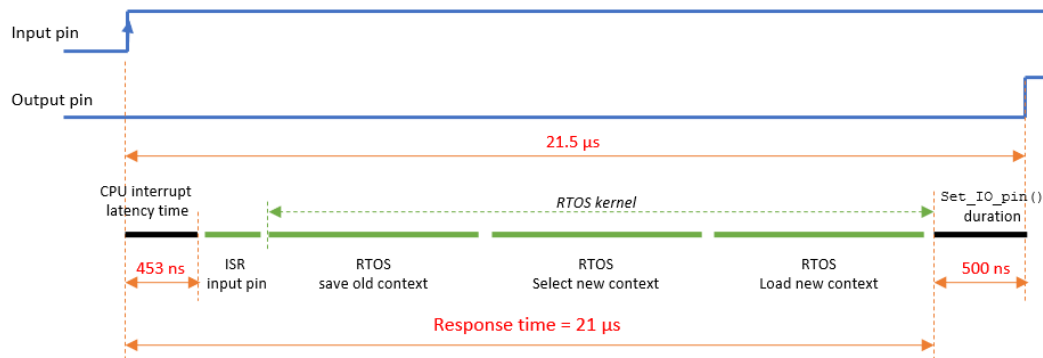 Input pin
Output pin
21.5 µs
CPU interrupt
latency time
RTOS kernel
Set_IO_pin()
duration
453 ns
ISR
input pin
RTOS
save old context
RTOS
Select new context
RTOS
Load new context
500 ns
Response time = 21 µs